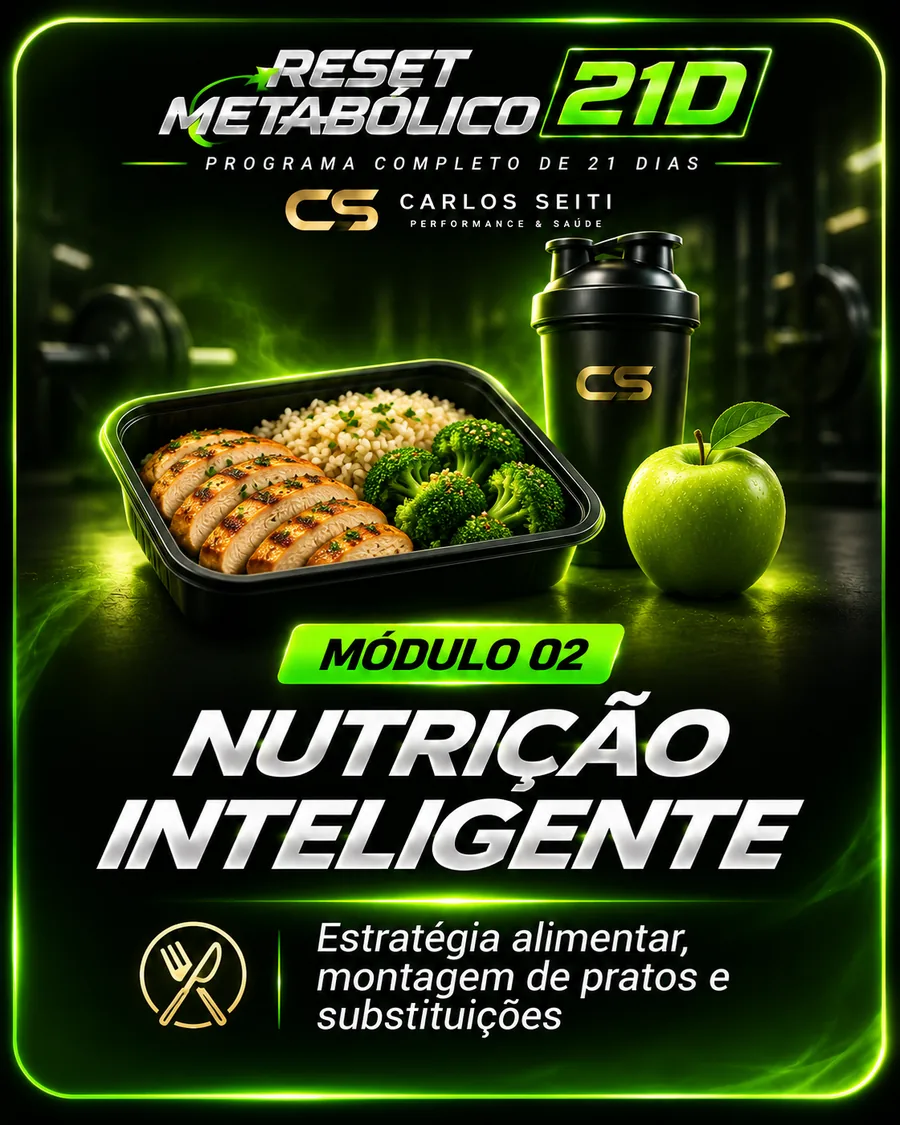 RESET
METABÓLICO 21D
PROGRAMA COMPLETO DE 21 DIAS
CS CARLOS SEITI
PERFORMANCE & SAÚDE
CS
MÓDULO 02
NUTRIÇÃO
INTELIGENTE
Estratégia alimentar,
montagem de pratos e
substituições